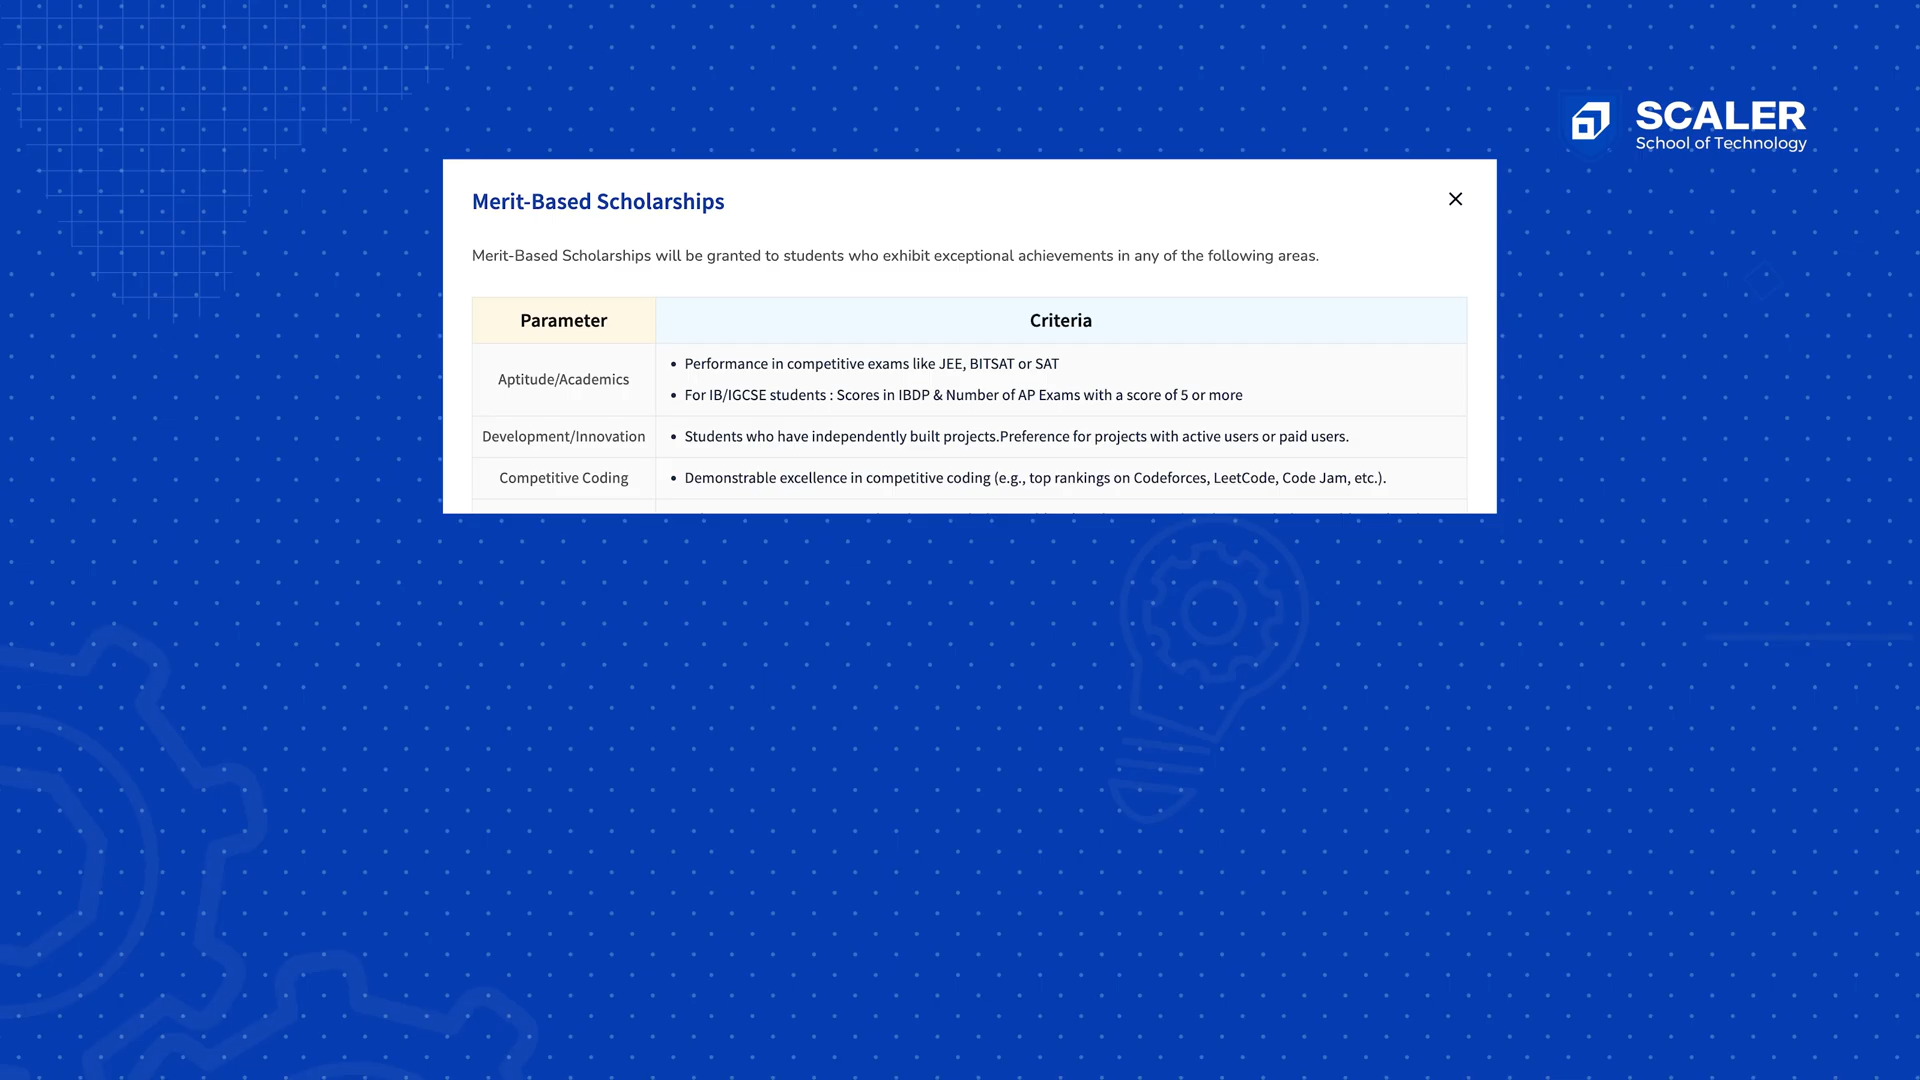 SCALER
School of Technology
Merit-Based Scholarships
Merit-Based Scholarships will be granted to students who exhibit exceptional achievements in any of the following areas.
Parameter
Criteria
Aptitude/Academics
• Performance in competitive exams like JEE, BITSAT or SAT
• For IB/IGCSE students : Scores in IBDP & Number of AP Exams with a score of 5 or more
Development/Innovation
• Students who have independently built projects.Preference for projects with active users or paid users.
Competitive Coding
• Demonstrable excellence in competitive coding (e.g., top rankings on Codeforces, LeetCode, Code Jam, etc.).